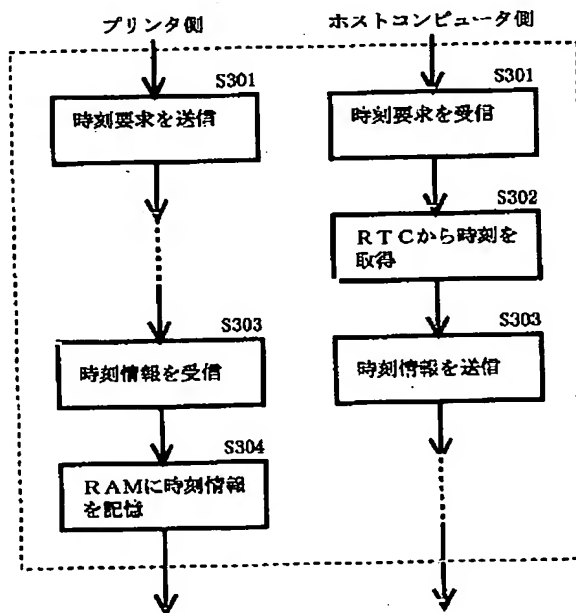 プリンタ側
ホストコンピュータ側
S301
時刻要求を送信
S301
時刻要求を受信
S302
RTCから時刻を
取得
S303
時刻情報を受信
S303
時刻情報を送信
S304
RAMに時刻情報
を記憶